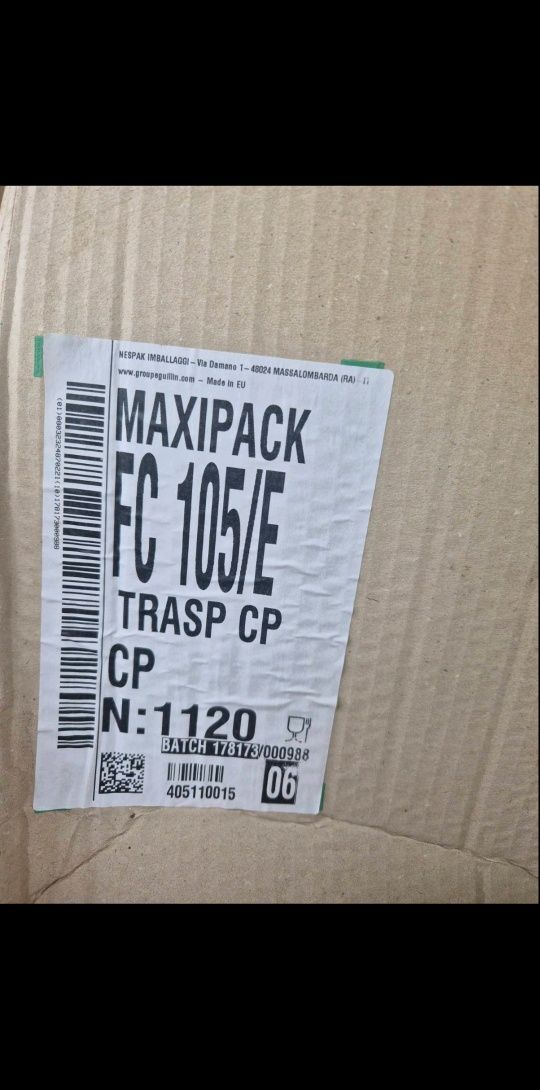 NESPAK IMBALLAGGI – Via Damano 1 – 48024 MASSALOMBARDA (RA) - IT
www.groupeguillin.com – Made in EU
MAXIPACK
FC 105/E
TRASP CP
CP
N:1120
BATCH 178173/000988
405110015
06